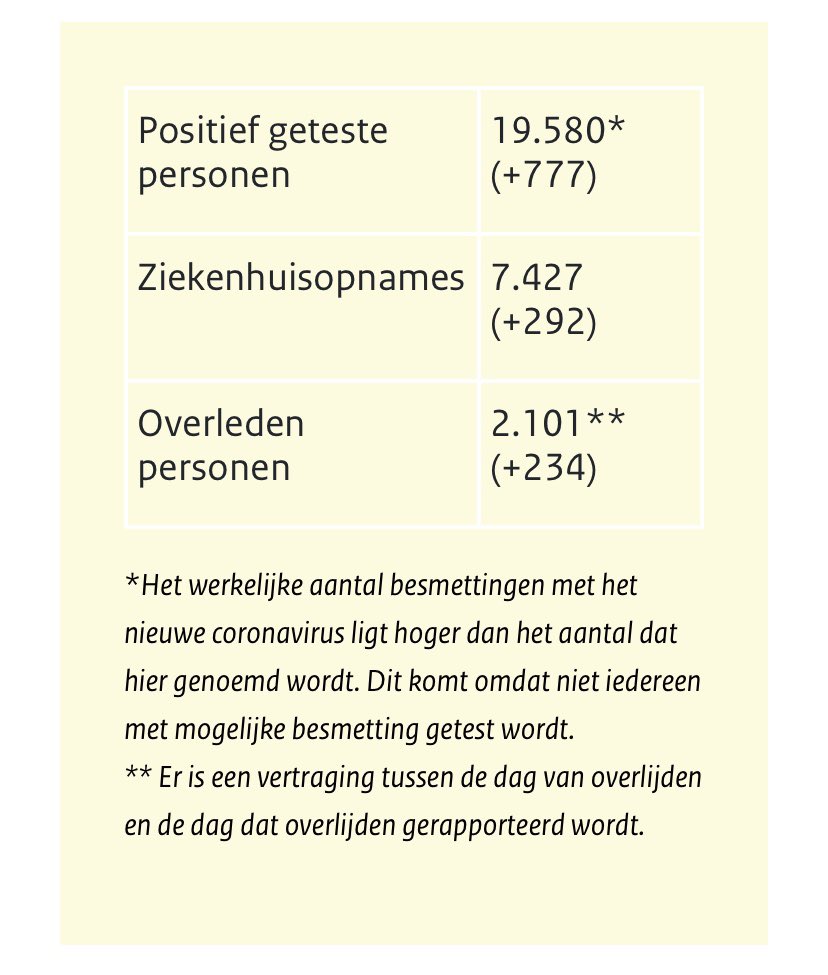 Positief geteste
personen
19.580*
(+777)
Ziekenhuisopnames
7.427
(+292)
Overleden
personen
2.101**
(+234)
*Het werkelijke aantal besmettingen met het
nieuwe coronavirus ligt hoger dan het aantal dat
hier genoemd wordt. Dit komt omdat niet iedereen
met mogelijke besmetting getest wordt.
** Er is een vertraging tussen de dag van overlijden
en de dag dat overlijden gerapporteerd wordt.